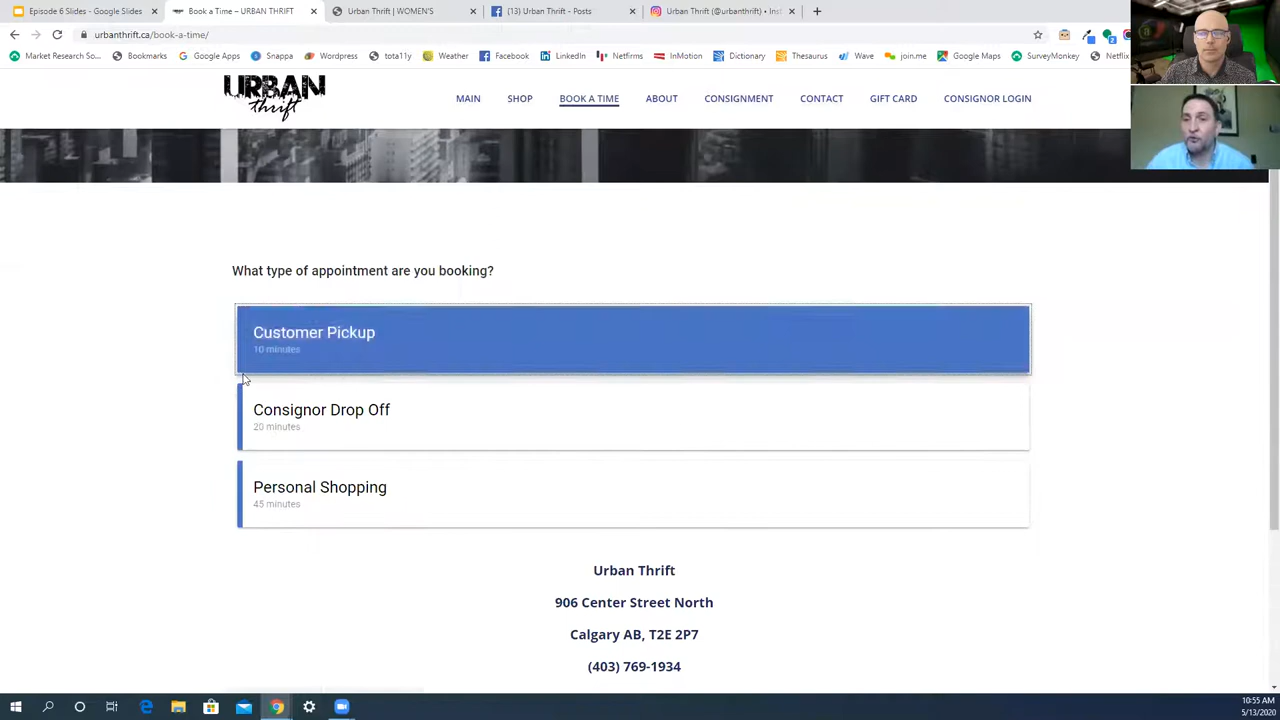 Episode 6 Slides - Google Slides
Book a Time – URBAN THRIFT
Urban Thrift | WOMEN'S
(13) Urban Thrift - Posts
Urban Thrift (@urbanthrift) • Ins
urbanthrift.ca/book-a-time/
Market Research So...
Bookmarks
Google Apps
Snappa
Wordpress
tota11y
Weather
Facebook
LinkedIn
Netfirms
InMotion
Dictionary
Thesaurus
Wave
join.me
Google Maps
SurveyMonkey
Netflix
URBAN
thrift
MAIN
SHOP
BOOK A TIME
ABOUT
CONSIGNMENT
CONTACT
GIFT CARD
CONSIGNOR LOGIN
What type of appointment are you booking?
Customer Pickup
10 minutes
Consignor Drop Off
20 minutes
Personal Shopping
45 minutes
Urban Thrift
906 Center Street North
Calgary AB, T2E 2P7
(403) 769-1934
10:55 AM
5/13/2020